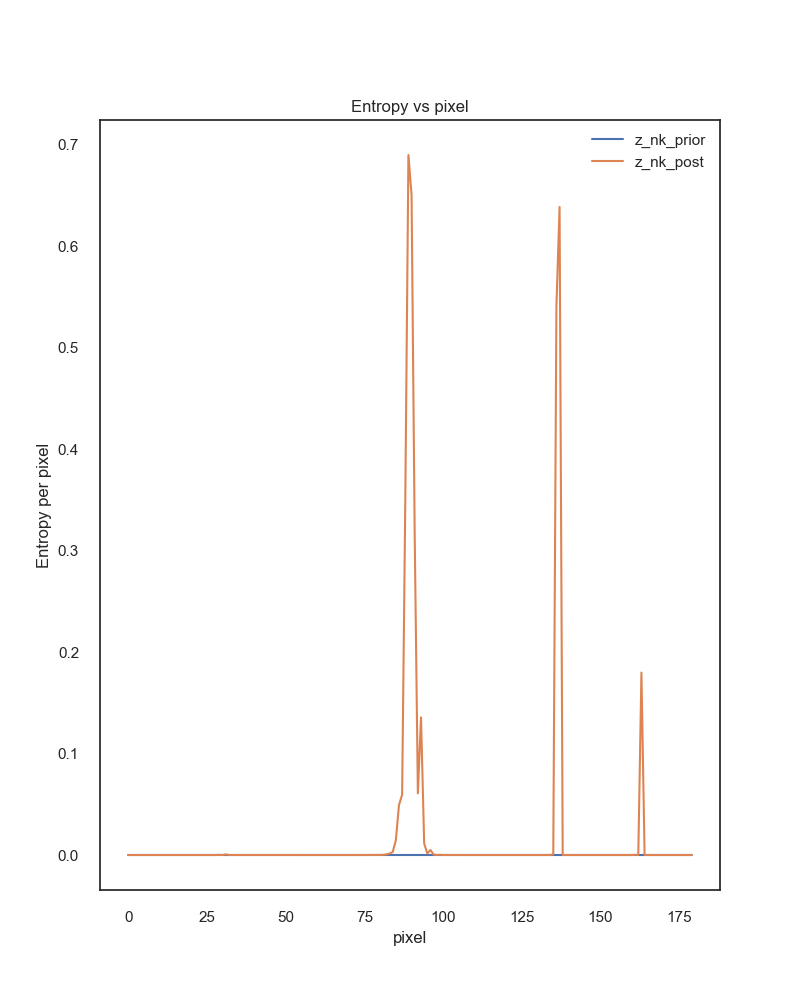 Entropy vs pixel
z_nk_prior
z_nk_post
0.7
0.6
0.5
0.4
0.3
0.2
0.1
0.0
Entropy per pixel
0 25 50 75 100 125 150 175
pixel